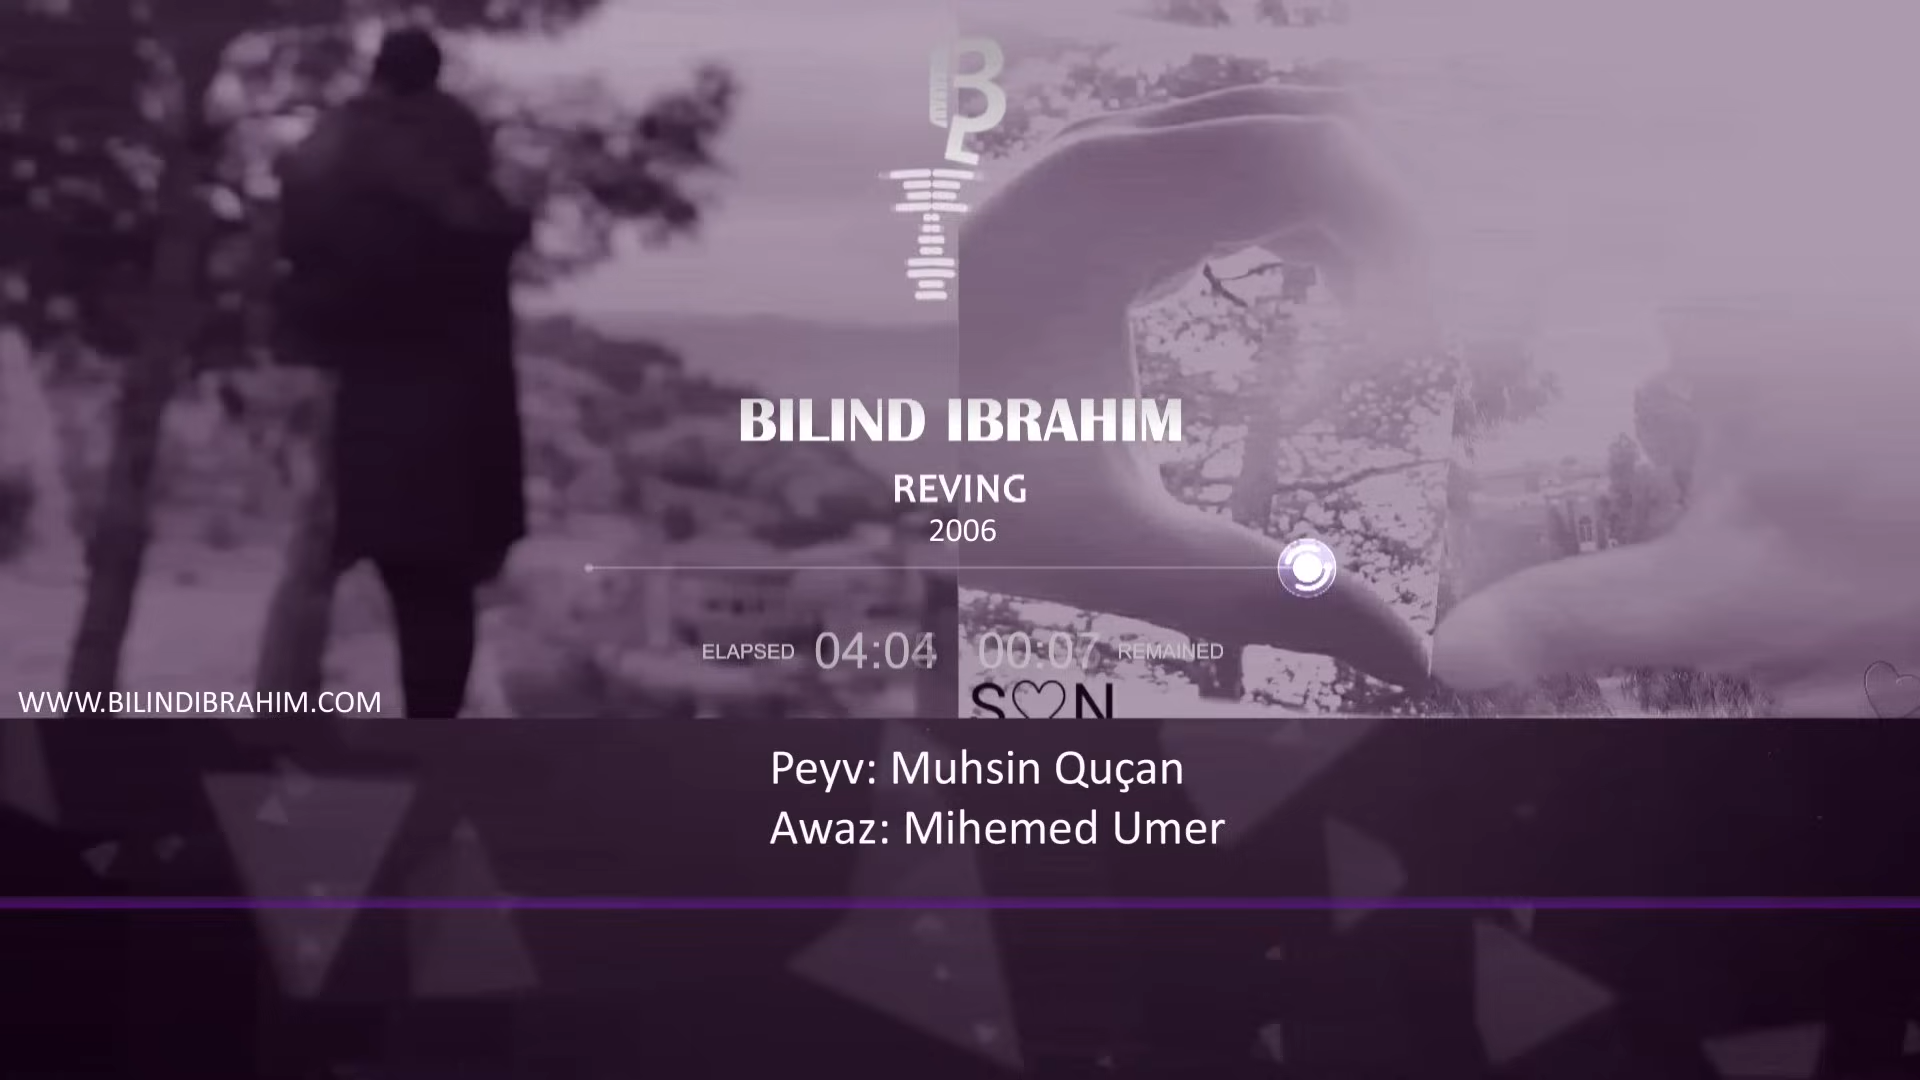 BILIND IBRAHIM
REVING
2006
ELAPSED 04:04 00:07 REMAINED
WWW.BILINDIBRAHIM.COM
S♡N
Peyv: Muhsin Quçan
Awaz: Mihemed Umer